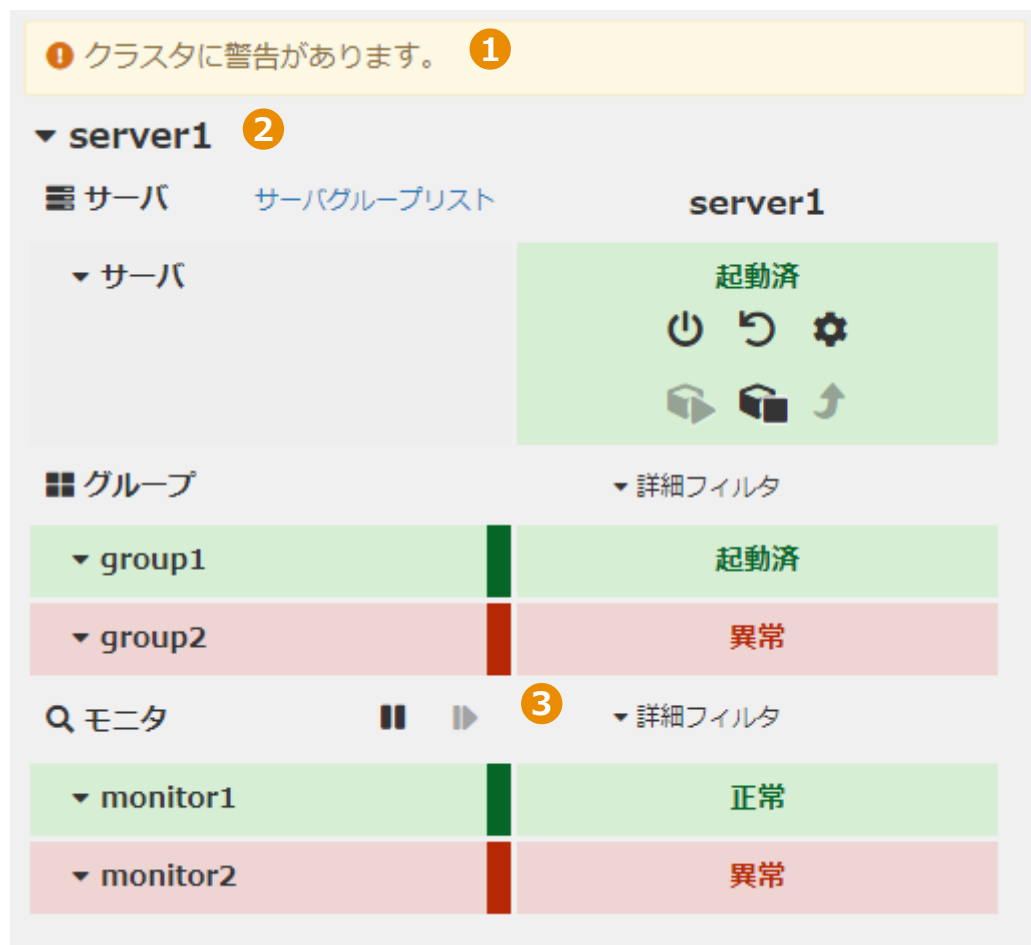 クラスタに警告があります。 1
server1 2
サーバ サーバグループリスト server1
サーバ 起動済
グループ 詳細フィルタ
group1 起動済
group2 異常
モニタ 3 詳細フィルタ
monitor1 正常
monitor2 異常